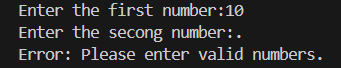 Enter the first number:10
Enter the secong number:.
Error: Please enter valid numbers.